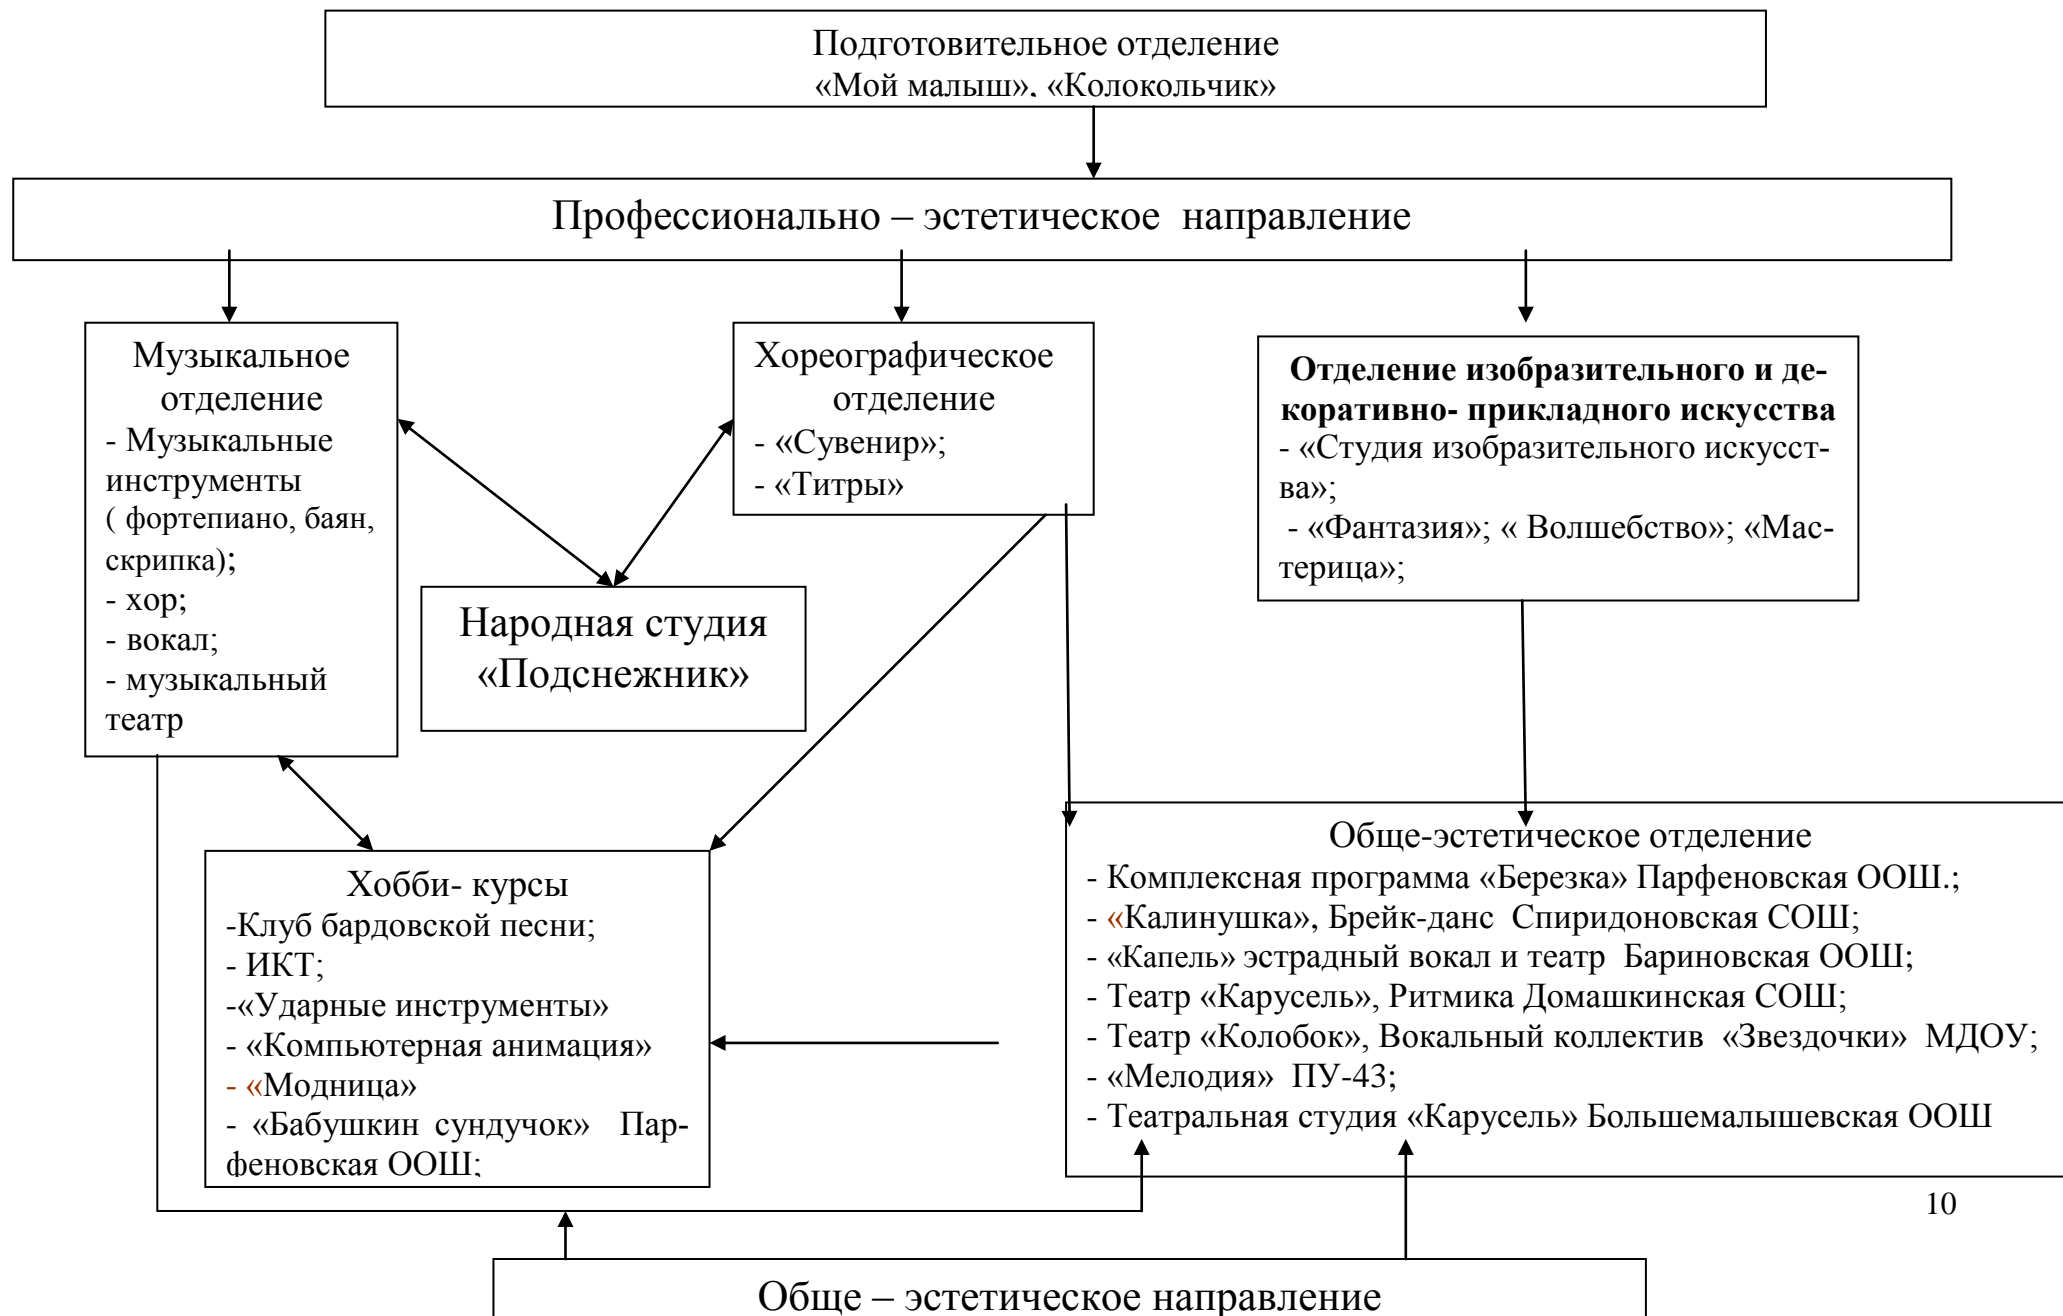 Подготовительное отделение
«Мой малыш», «Колокольчик»
Профессионально – эстетическое направление
Музыкальное
отделение
- Музыкальные
инструменты
( фортепиано, баян,
скрипка);
- хор;
- вокал;
- музыкальный
театр
Хореографическое
отделение
- «Сувенир»;
- «Титры»
Отделение изобразительного и де-
коративно- прикладного искусства
- «Студия изобразительного искусст-
ва»;
- «Фантазия»; « Волшебство»; «Мас-
терица»;
Народная студия
«Подснежник»
Хобби- курсы
-Клуб бардовской песни;
- ИКТ;
-«Ударные инструменты»
- «Компьютерная анимация»
- «Модница»
- «Бабушкин сундучок» Пар-
феновская ООШ;
Обще-эстетическое отделение
- Комплексная программа «Березка» Парфеновская ООШ.;
- «Калинушка», Брейк-данс Спиридоновская СОШ;
- «Капель» эстрадный вокал и театр Бариновская ООШ;
- Театр «Карусель», Ритмика Домашкинская СОШ;
- Театр «Колобок», Вокальный коллектив «Звездочки» МДОУ;
- «Мелодия» ПУ-43;
- Театральная студия «Карусель» Большемалышевская ООШ
10
Обще – эстетическое направление